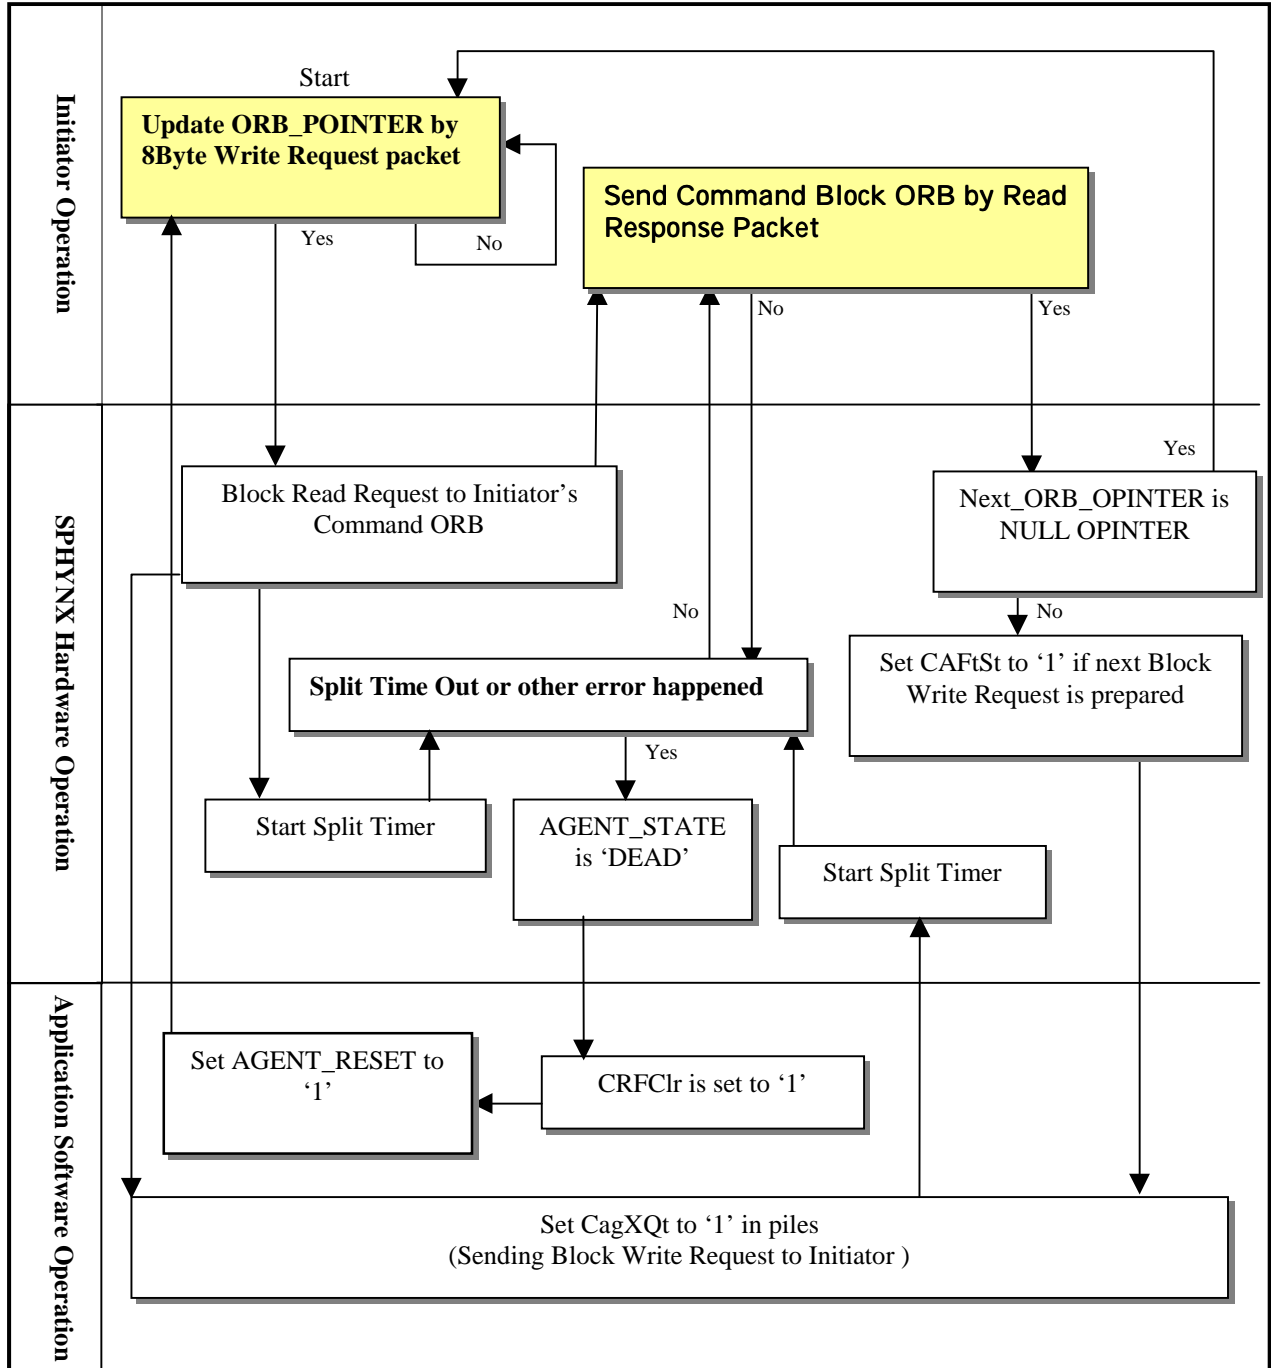 Initiator Operation
Start
Update ORB_POINTER by
8Byte Write Request packet
Yes
No
Send Command Block ORB by Read
Response Packet
No
Yes
SPHYNX Hardware Operation
Block Read Request to Initiator's
Command ORB
Yes
Next_ORB_OPINTER is
NULL OPINTER
No
No
Set CAFtSt to ‘1’ if next Block
Write Request is prepared
Split Time Out or other error happened
Yes
Start Split Timer
AGENT_STATE
is ‘DEAD’
Start Split Timer
Application Software Operation
Set AGENT_RESET to
‘1’
CRFClr is set to ‘1’
Set CagXQt to ‘1’ in piles
(Sending Block Write Request to Initiator )